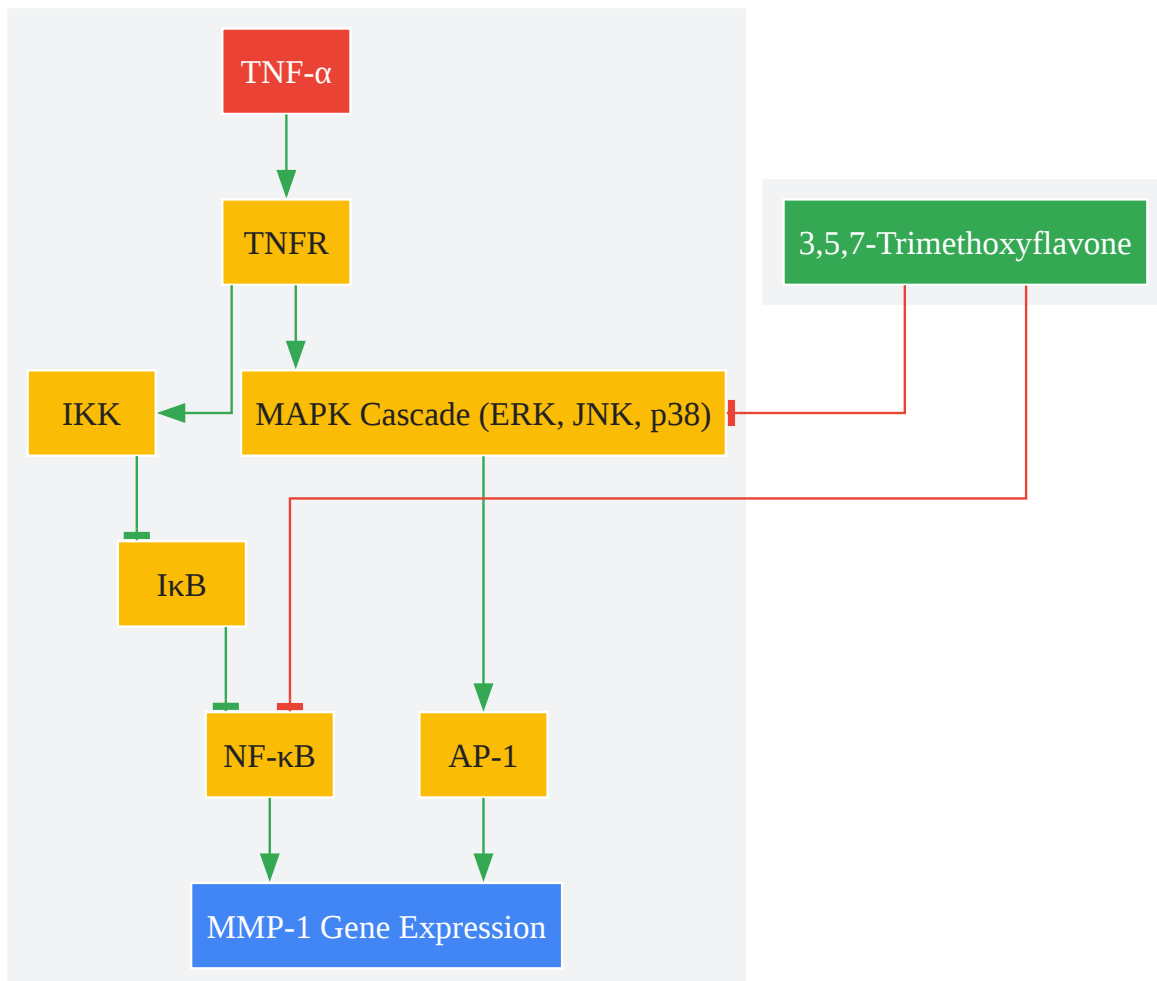 TNF-α
TNFR
3,5,7-Trimethoxyflavone
IKK
MAPK Cascade (ERK, JNK, p38)
IκB
NF-κB
AP-1
MMP-1 Gene Expression